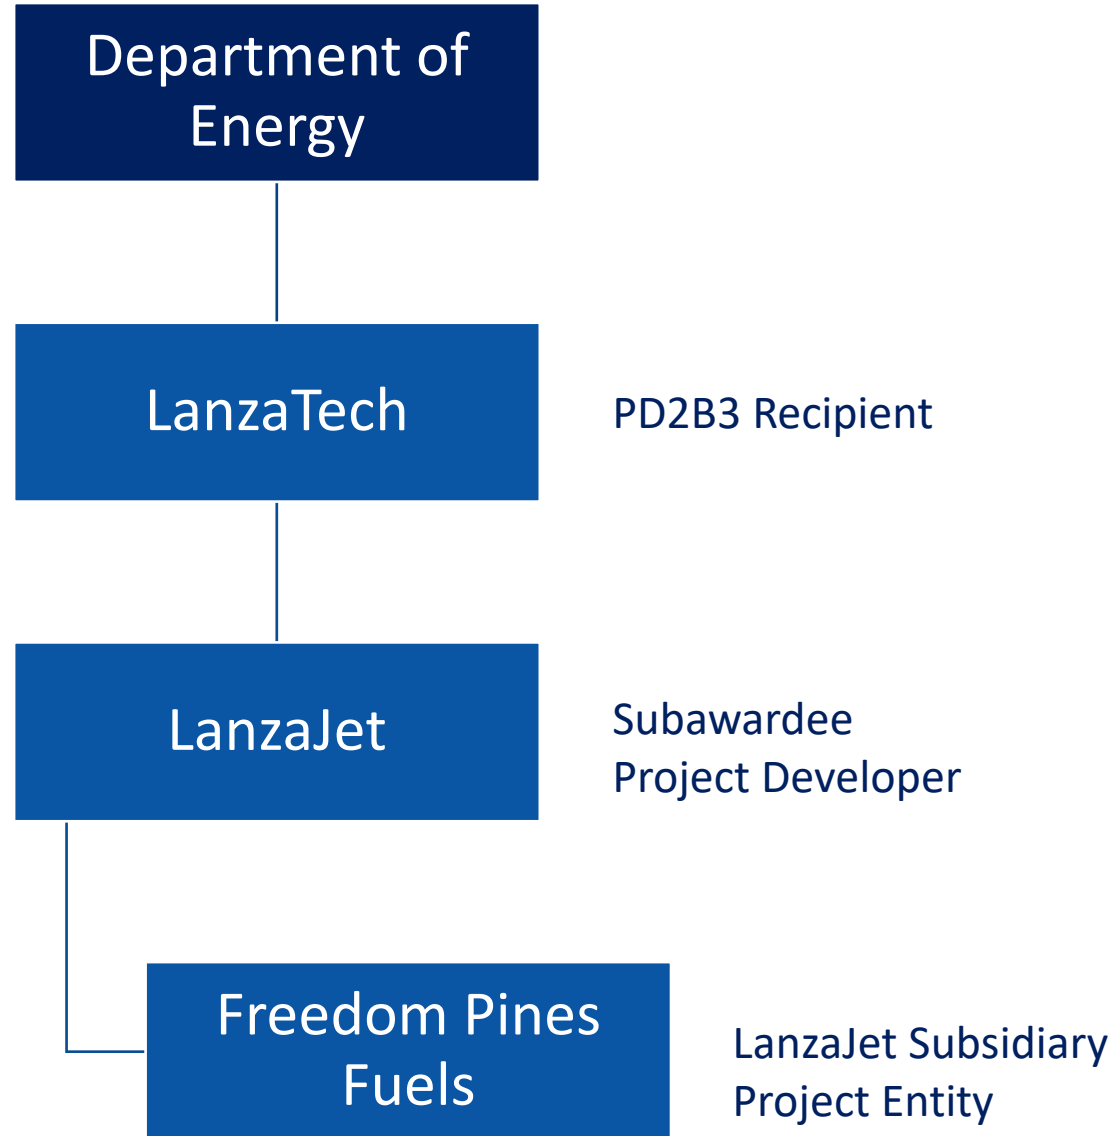 Department of
Energy
LanzaTech
PD2B3 Recipient
LanzaJet
Subawardee
Project Developer
Freedom Pines
Fuels
LanzaJet Subsidiary
Project Entity